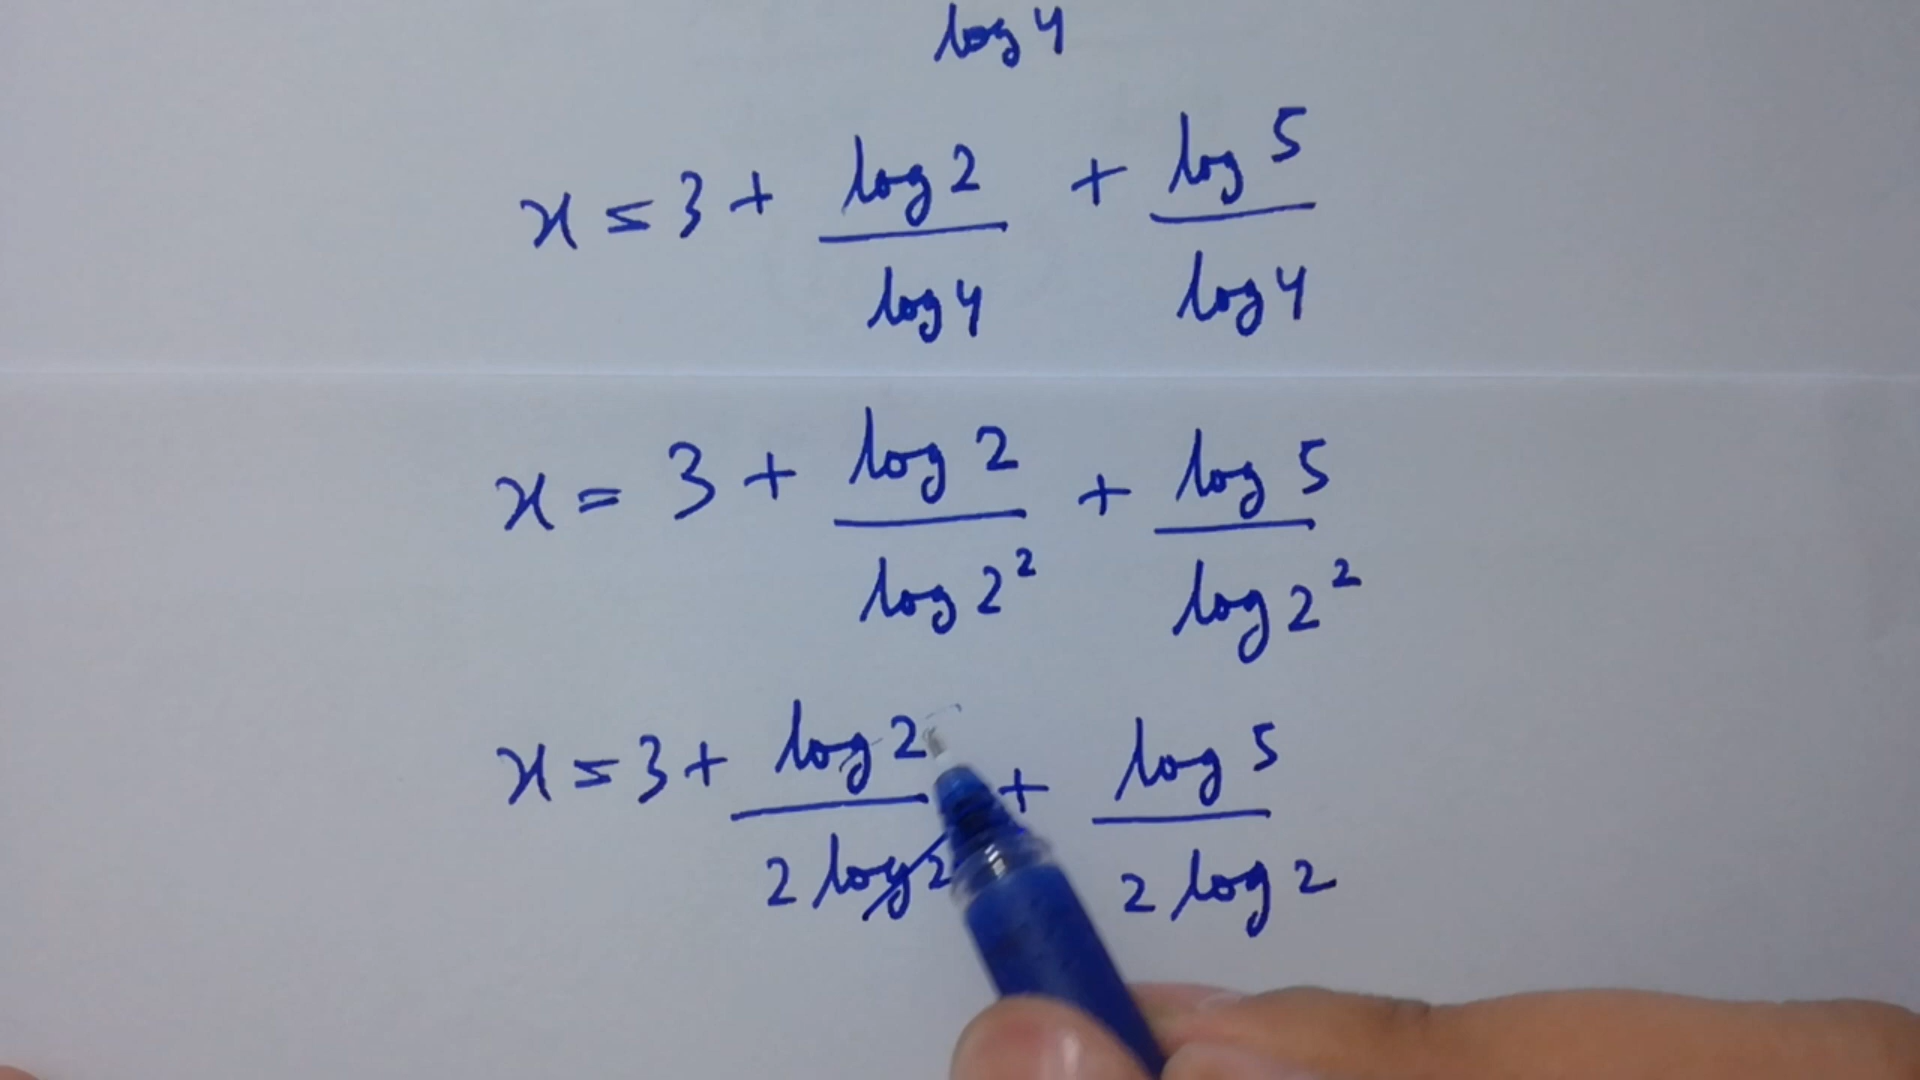 log 4
x = 3 + log 2 / log 4 + log 5 / log 4
x = 3 + log 2 / log 2² + log 5 / log 2²
x = 3 + log 2 / 2 log 2 + log 5 / 2 log 2